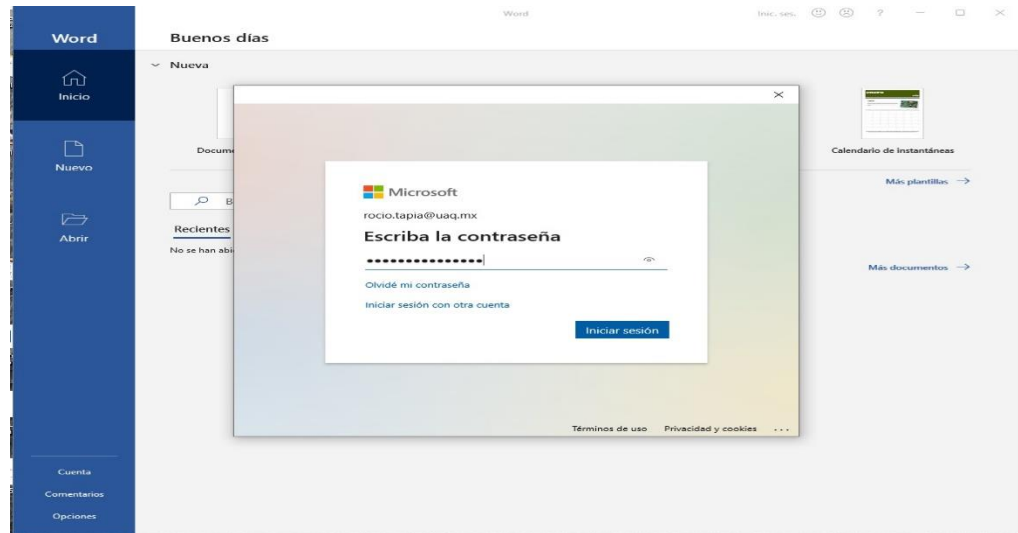 Word
Inic. ses.
?
Word
Buenos días
Nueva
Inicio
Docum
Calendario de instantáneas
Nuevo
Más plantillas
B
Recientes
Abrir
No se han abi
Más documentos
Microsoft
rocio.tapia@uaq.mx
Escriba la contraseña
Olvidé mi contraseña
Iniciar sesión con otra cuenta
Iniciar sesión
Términos de uso Privacidad y cookies ...
Cuenta
Comentarios
Opciones